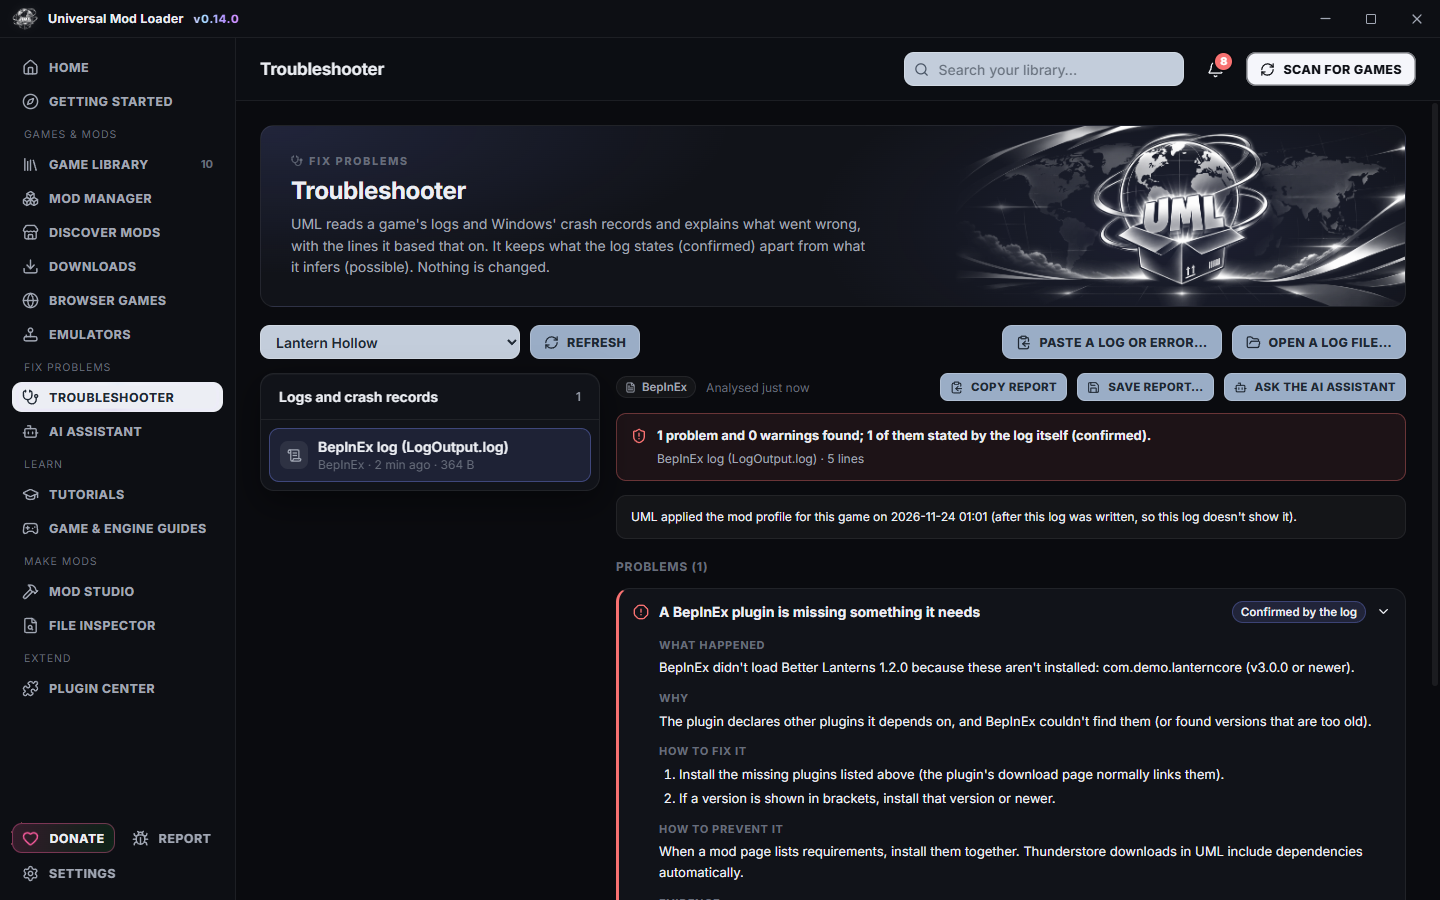 Universal Mod Loader v0.14.0
HOME
GETTING STARTED
GAMES & MODS
GAME LIBRARY 10
MOD MANAGER
DISCOVER MODS
DOWNLOADS
BROWSER GAMES
EMULATORS
FIX PROBLEMS
TROUBLESHOOTER
AI ASSISTANT
LEARN
TUTORIALS
GAME & ENGINE GUIDES
MAKE MODS
MOD STUDIO
FILE INSPECTOR
EXTEND
PLUGIN CENTER
DONATE
REPORT
SETTINGS
Troubleshooter
Search your library...
8
SCAN FOR GAMES
FIX PROBLEMS
Troubleshooter
UML reads a game's logs and Windows' crash records and explains what went wrong,
with the lines it based that on. It keeps what the log states (confirmed) apart from what
it infers (possible). Nothing is changed.
UML
Lantern Hollow
REFRESH
PASTE A LOG OR ERROR...
OPEN A LOG FILE...
Logs and crash records 1
BepInEx log (LogOutput.log)
BepInEx · 2 min ago · 364 B
BepInEx
Analysed just now
COPY REPORT
SAVE REPORT...
ASK THE AI ASSISTANT
1 problem and 0 warnings found; 1 of them stated by the log itself (confirmed).
BepInEx log (LogOutput.log) · 5 lines
UML applied the mod profile for this game on 2026-11-24 01:01 (after this log was written, so this log doesn't show it).
PROBLEMS (1)
A BepInEx plugin is missing something it needs
Confirmed by the log
WHAT HAPPENED
BepInEx didn't load Better Lanterns 1.2.0 because these aren't installed: com.demo.lanterncore (v3.0.0 or newer).
WHY
The plugin declares other plugins it depends on, and BepInEx couldn't find them (or found versions that are too old).
HOW TO FIX IT
1. Install the missing plugins listed above (the plugin's download page normally links them).
2. If a version is shown in brackets, install that version or newer.
HOW TO PREVENT IT
When a mod page lists requirements, install them together. Thunderstore downloads in UML include dependencies
automatically.